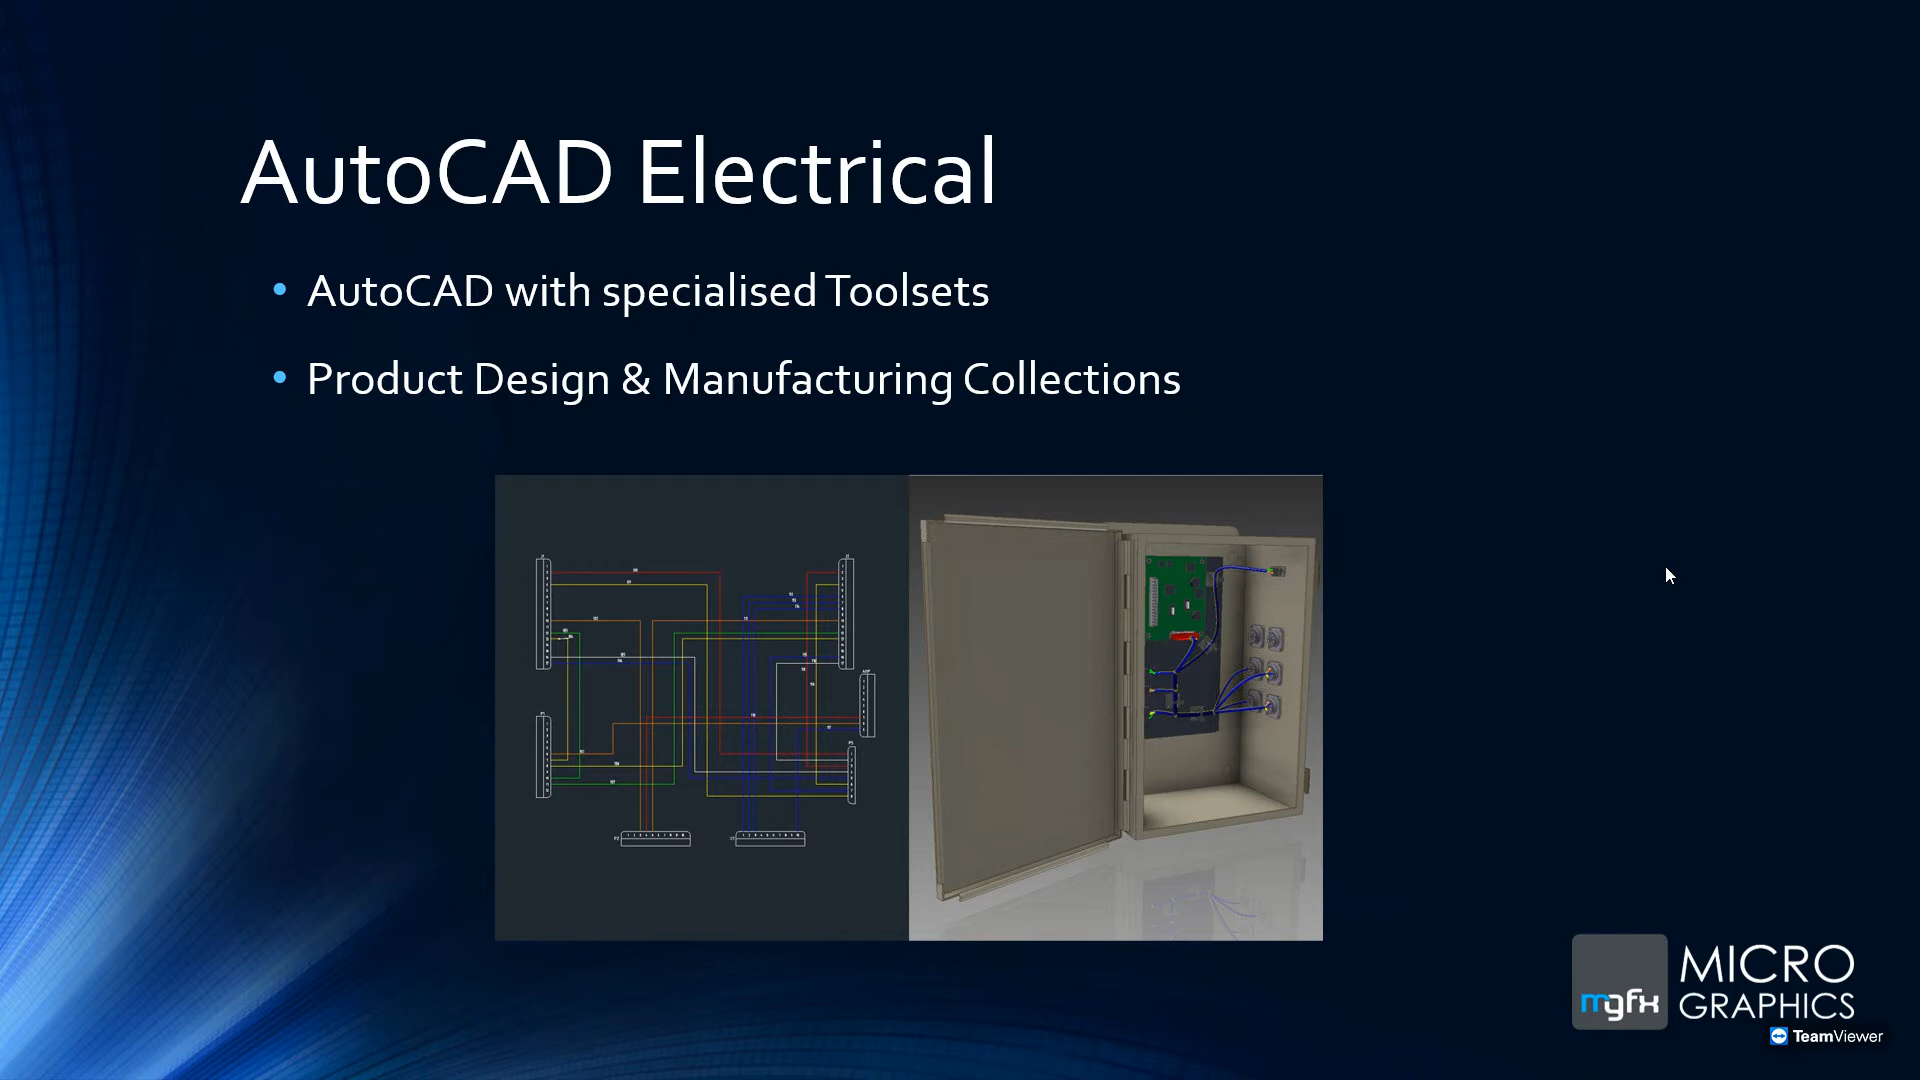 AutoCAD Electrical
• AutoCAD with specialised Toolsets
• Product Design & Manufacturing Collections
mgfx MICRO
GRAPHICS
TeamViewer